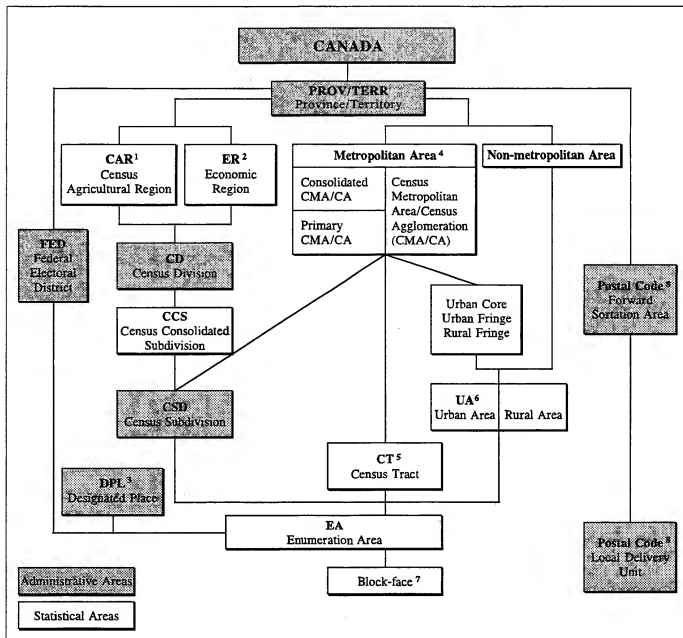 CANADA
PROV/TERR
Province/Territory
CAR¹
Census
Agricultural Region
ER²
Economic
Region
Metropolitan Area⁴
Consolidated
CMA/CA
Primary
CMA/CA
Census
Metropolitan
Area/Census
Agglomeration
(CMA/CA)
Non-metropolitan Area
FED
Federal
Electoral
District
CD
Census Division
CCS
Census Consolidated
Subdivision
CSD
Census Subdivision
Urban Core
Urban Fringe
Rural Fringe
Postal Code⁸
Forward
Sortation Area
UA⁶
Urban Area
Rural Area
CT⁵
Census Tract
DPL³
Designated Place
EA
Enumeration Area
Block-face⁷
Postal Code⁸
Local Delivery
Unit
Administrative Areas
Statistical Areas